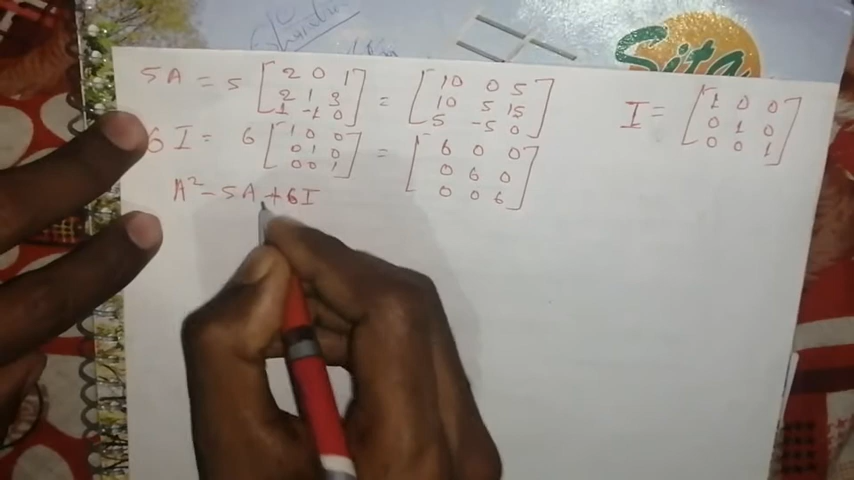 Sita
5A = 5 [2 0 1] = [10 0 5]
[2 1 3] [10 5 15]
[1 -1 0] [5 -5 0]
I = [1 0 0]
[0 1 0]
[0 0 1]
6 I = 6 [1 0 0] = [6 0 0]
[0 1 0] [0 6 0]
[0 0 1] [0 0 6]
A² - 5A + 6I